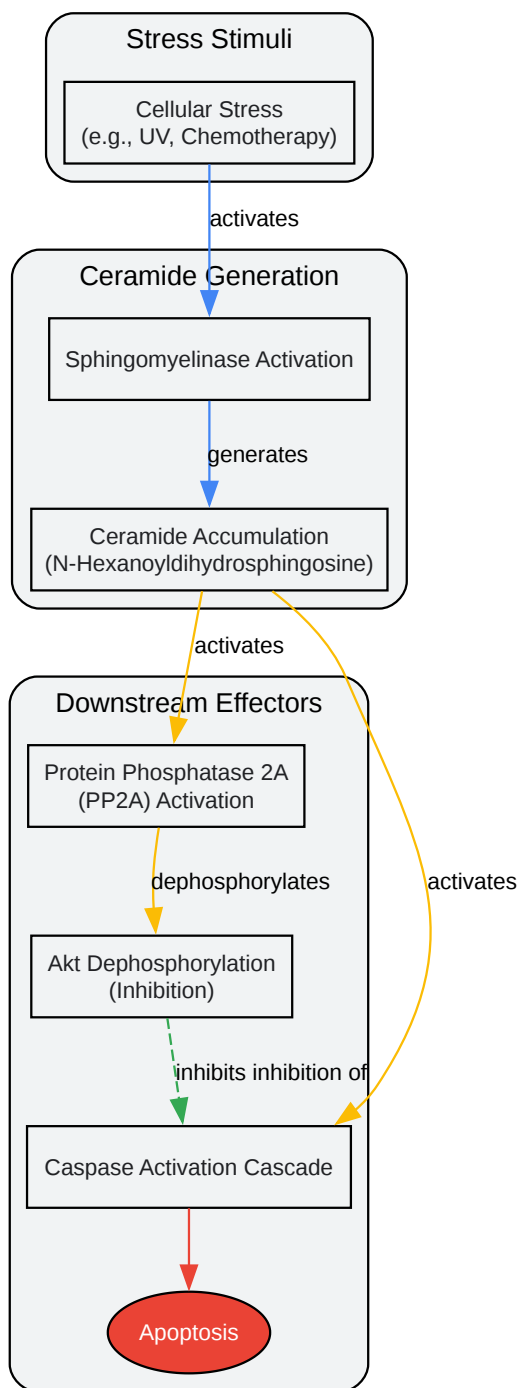 Stress Stimuli
Cellular Stress
(e.g., UV, Chemotherapy)
activates
Ceramide Generation
Sphingomyelinase Activation
generates
Ceramide Accumulation
(N-Hexanoyldihydrosphingosine)
activates
Downstream Effectors
Protein Phosphatase 2A
(PP2A) Activation
dephosphorylates
activates
Akt Dephosphorylation
(Inhibition)
inhibits inhibition of
Caspase Activation Cascade
Apoptosis